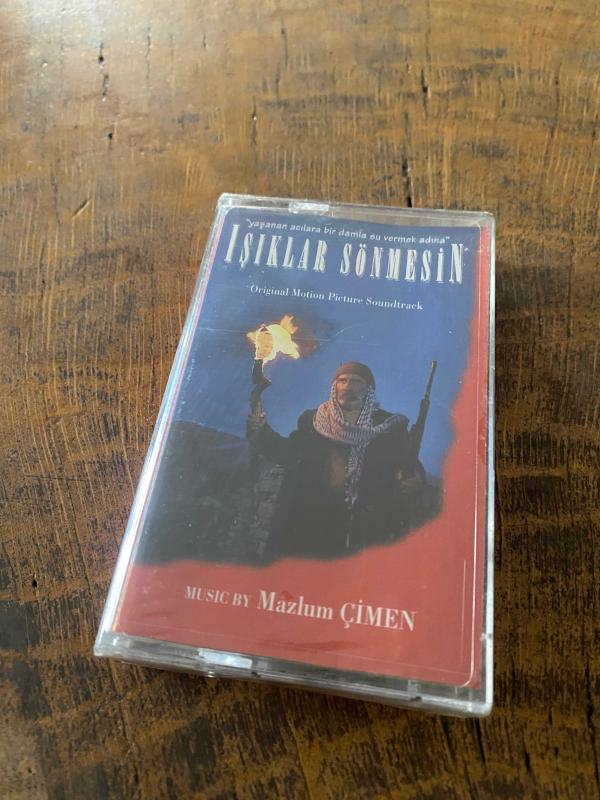 "yaşanan acılara bir damla su vermek adına"
IŞIKLAR SÖNMESİN
Original Motion Picture Soundtrack
MUSIC BY Mazlum ÇİMEN